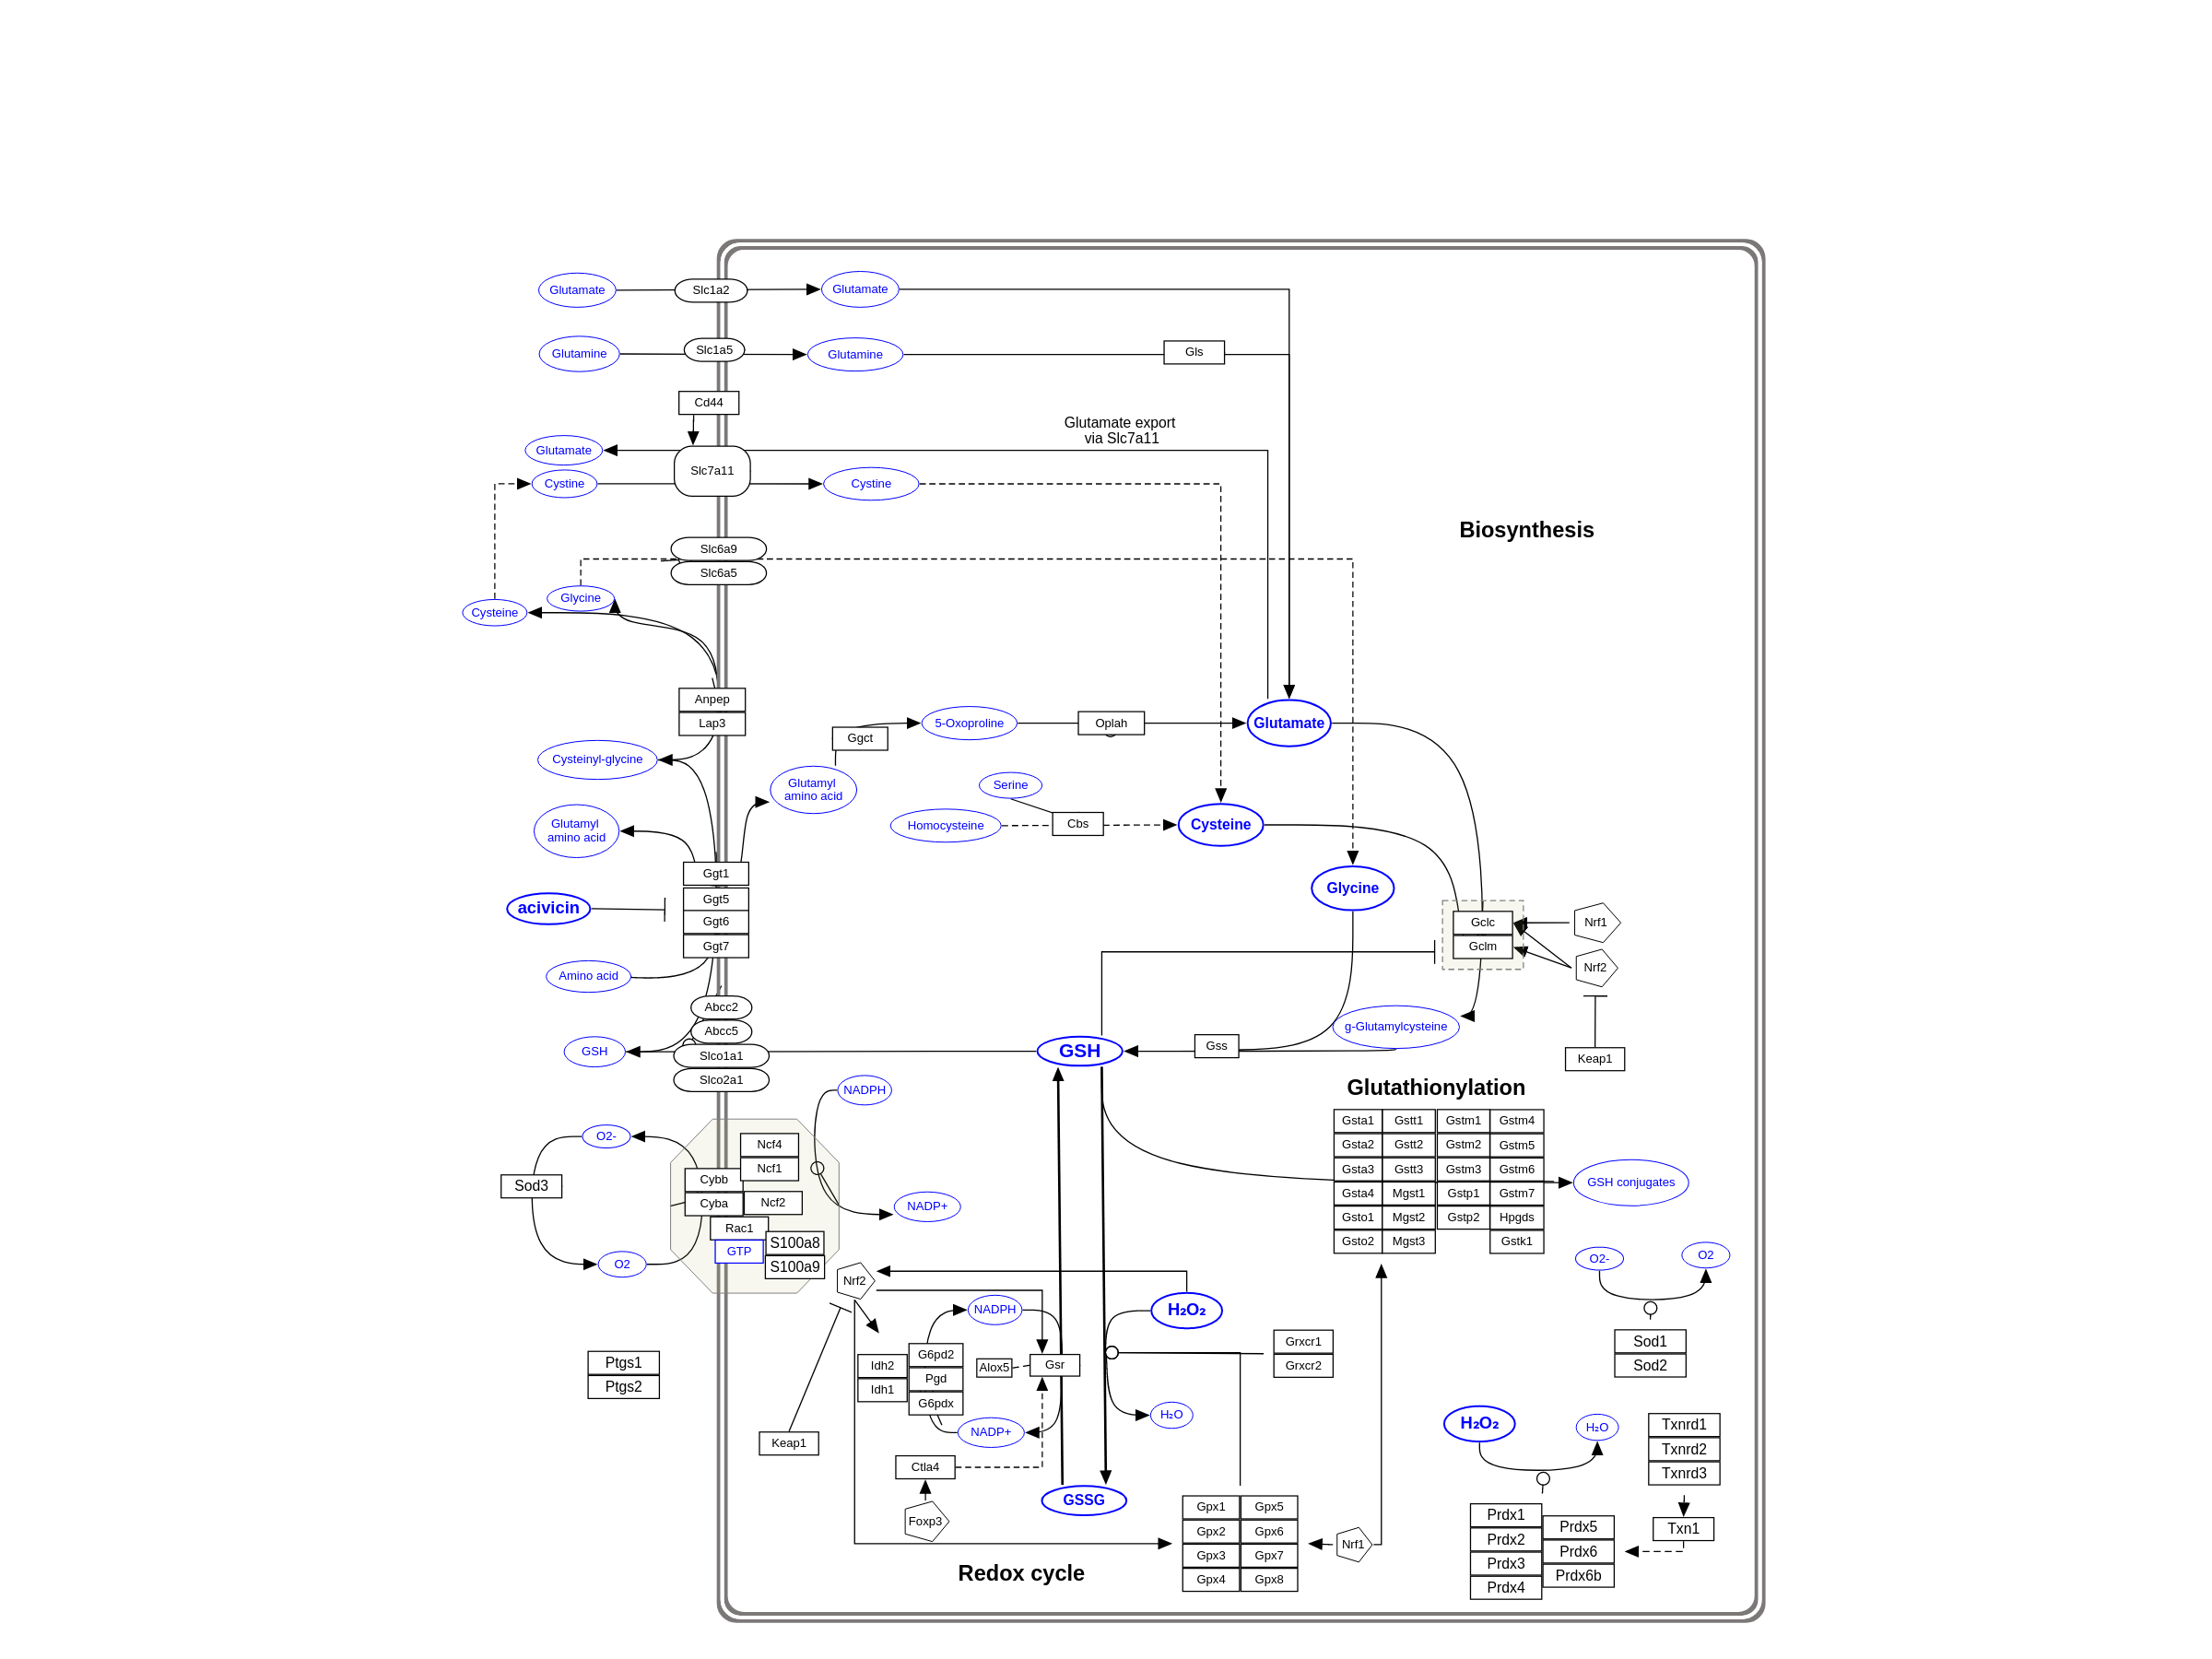 Glutamate
Slc1a2
Glutamate
Glutamine
Slc1a5
Glutamine
Gls
Cd44
Glutamate export
via Slc7a11
Glutamate
Slc7a11
Cystine
Cystine
Biosynthesis
Slc6a9
Slc6a5
Glycine
Cysteine
Anpep
Lap3
5-Oxoproline
Oplah
Glutamate
Ggct
Cysteinyl-glycine
Glutamyl
amino acid
Serine
Homocysteine
Cbs
Cysteine
Glutamyl
amino acid
Ggt1
Glycine
Ggt5
acivicin
Ggt6
Ggt7
Gclc
Gclm
Nrf1
Nrf2
Amino acid
Abcc2
Abcc5
g-Glutamylcysteine
GSH
Slco1a1
Slco2a1
GSH
Gss
Keap1
NADPH
Glutathionylation
Gsta1
Gstt1
Gstm1
Gstm4
Gsta2
Gstt2
Gstm2
Gstm5
Gsta3
Gstt3
Gstm3
Gstm6
Gsta4
Mgst1
Gstp1
Gstm7
Gsto1
Mgst2
Gstp2
Hpgds
Gsto2
Mgst3
Gstk1
GSH conjugates
O2-
Ncf4
Ncf1
Cybb
Sod3
Cyba
Ncf2
NADP+
Rac1
S100a8
GTP
S100a9
O2
O2-
O2
Nrf2
NADPH
H₂O₂
Sod1
Sod2
Grxcr1
Grxcr2
Ptgs1
Ptgs2
Idh2
Idh1
G6pd2
Pgd
G6pdx
Alox5
Gsr
H₂O
NADP+
Keap1
Ctla4
H₂O₂
H₂O
Txnrd1
Txnrd2
Txnrd3
GSSG
Foxp3
Gpx1
Gpx5
Gpx2
Gpx6
Gpx3
Gpx7
Gpx4
Gpx8
Nrf1
Prdx1
Prdx2
Prdx3
Prdx4
Prdx5
Prdx6
Prdx6b
Txn1
Redox cycle